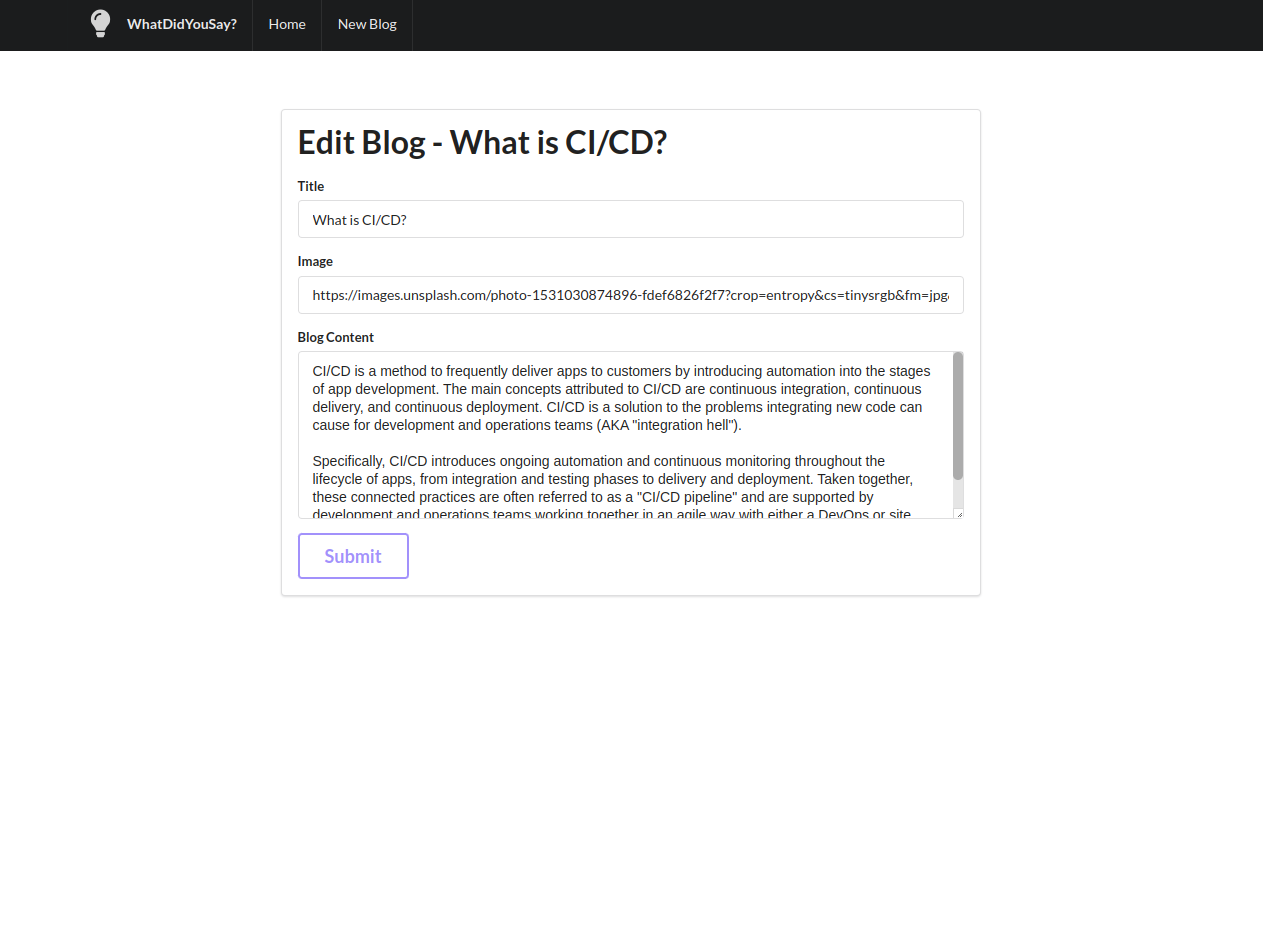 WhatDidYouSay?
Home
New Blog
Edit Blog - What is CI/CD?
Title
What is CI/CD?
Image
https://images.unsplash.com/photo-1531030874896-fdef6826f2f7?crop=entropy&cs=tinysrgb&fm=jpg&
Blog Content
CI/CD is a method to frequently deliver apps to customers by introducing automation into the stages
of app development. The main concepts attributed to CI/CD are continuous integration, continuous
delivery, and continuous deployment. CI/CD is a solution to the problems integrating new code can
cause for development and operations teams (AKA "integration hell").
Specifically, CI/CD introduces ongoing automation and continuous monitoring throughout the
lifecycle of apps, from integration and testing phases to delivery and deployment. Taken together,
these connected practices are often referred to as a "CI/CD pipeline" and are supported by
development and operations teams working together in an agile way with either a DevOps or site
Submit